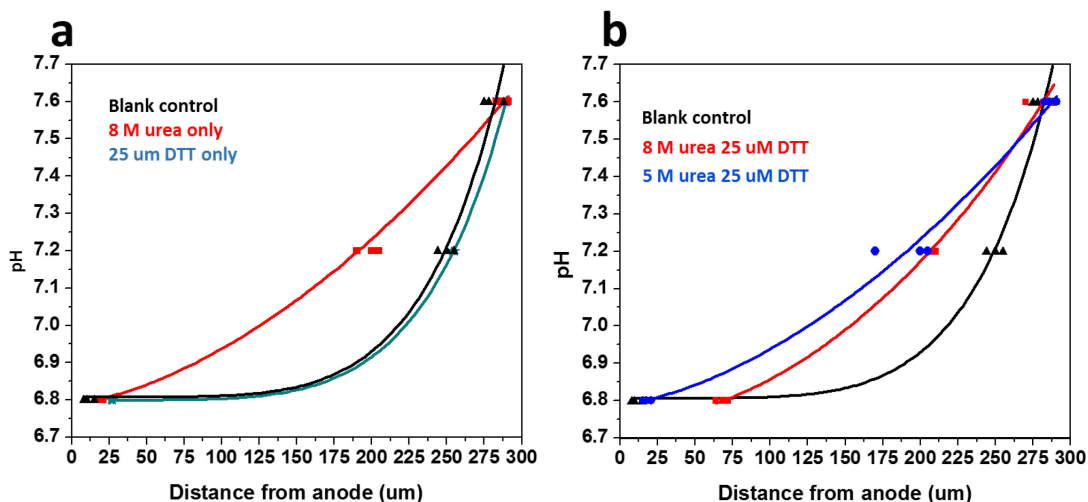 a
7.7
7.6
7.5
7.4
7.3
7.2
7.1
7.0
6.9
6.8
6.7
pH
Blank control
8 M urea only
25 um DTT only
0 25 50 75 100 125 150 175 200 225 250 275 300
Distance from anode (um)
b
7.7
7.6
7.5
7.4
7.3
7.2
7.1
7.0
6.9
6.8
6.7
pH
Blank control
8 M urea 25 uM DTT
5 M urea 25 uM DTT
0 25 50 75 100 125 150 175 200 225 250 275 300
Distance from anode (um)